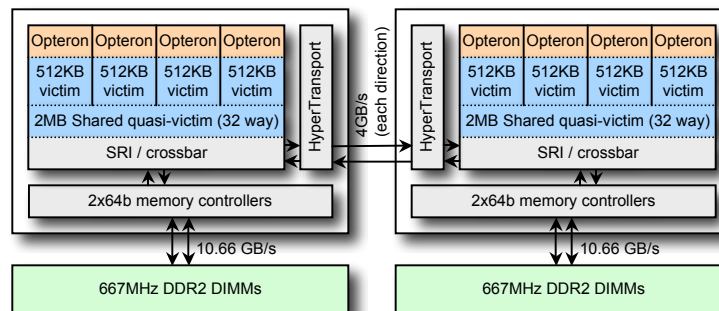 Opteron Opteron Opteron Opteron
512KB victim 512KB victim 512KB victim 512KB victim
2MB Shared quasi-victim (32 way)
SRI / crossbar
HyperTransport
2x64b memory controllers
10.66 GB/s
667MHz DDR2 DIMMs
4GB/s
(each direction)
HyperTransport
Opteron Opteron Opteron Opteron
512KB victim 512KB victim 512KB victim 512KB victim
2MB Shared quasi-victim (32 way)
SRI / crossbar
2x64b memory controllers
10.66 GB/s
667MHz DDR2 DIMMs